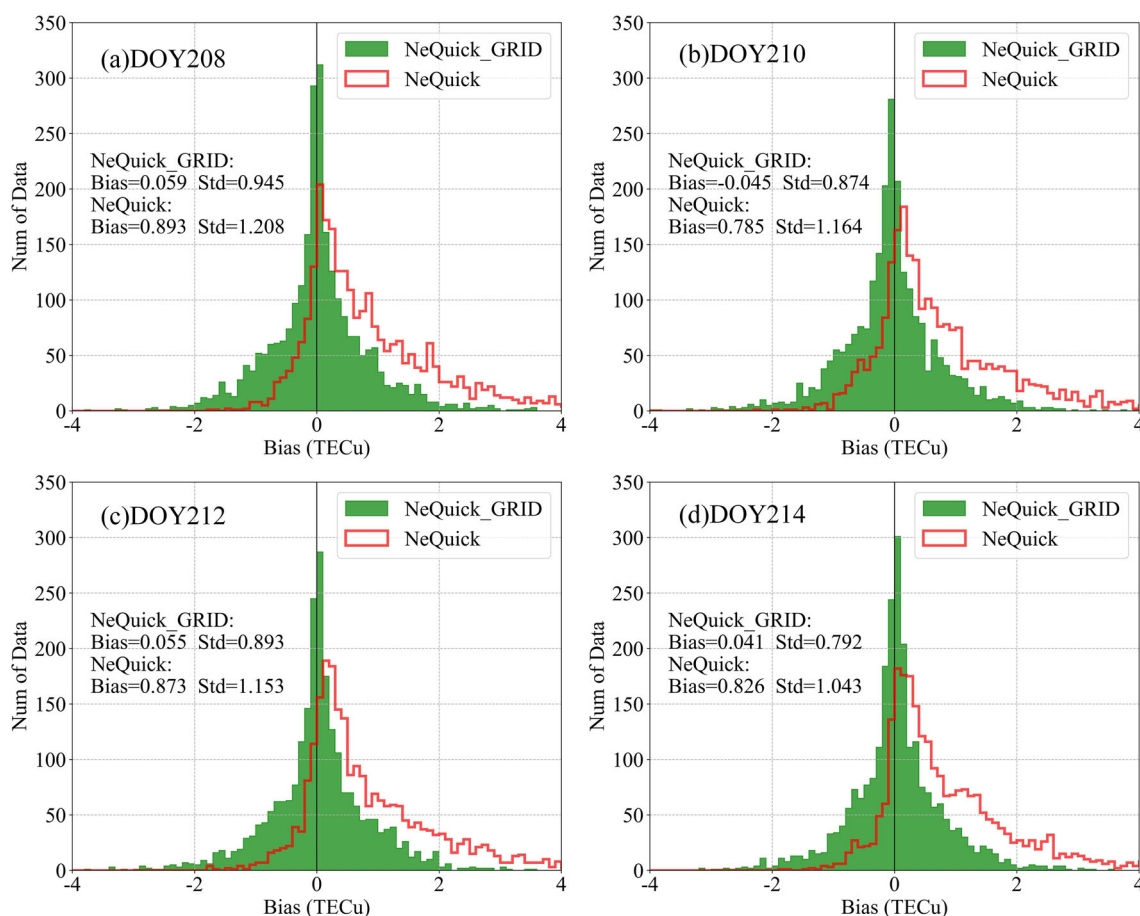 350
300
250
200
150
100
50
0
Num of Data
(a)DOY208
NeQuick_GRID
NeQuick
NeQuick_GRID:
Bias=0.059 Std=0.945
NeQuick:
Bias=0.893 Std=1.208
-4 -2 0 2 4
Bias (TECu)
350
300
250
200
150
100
50
0
Num of Data
(b)DOY210
NeQuick_GRID
NeQuick
NeQuick_GRID:
Bias=-0.045 Std=0.874
NeQuick:
Bias=0.785 Std=1.164
-4 -2 0 2 4
Bias (TECu)
350
300
250
200
150
100
50
0
Num of Data
(c)DOY212
NeQuick_GRID
NeQuick
NeQuick_GRID:
Bias=0.055 Std=0.893
NeQuick:
Bias=0.873 Std=1.153
-4 -2 0 2 4
Bias (TECu)
350
300
250
200
150
100
50
0
Num of Data
(d)DOY214
NeQuick_GRID
NeQuick
NeQuick_GRID:
Bias=0.041 Std=0.792
NeQuick:
Bias=0.826 Std=1.043
-4 -2 0 2 4
Bias (TECu)